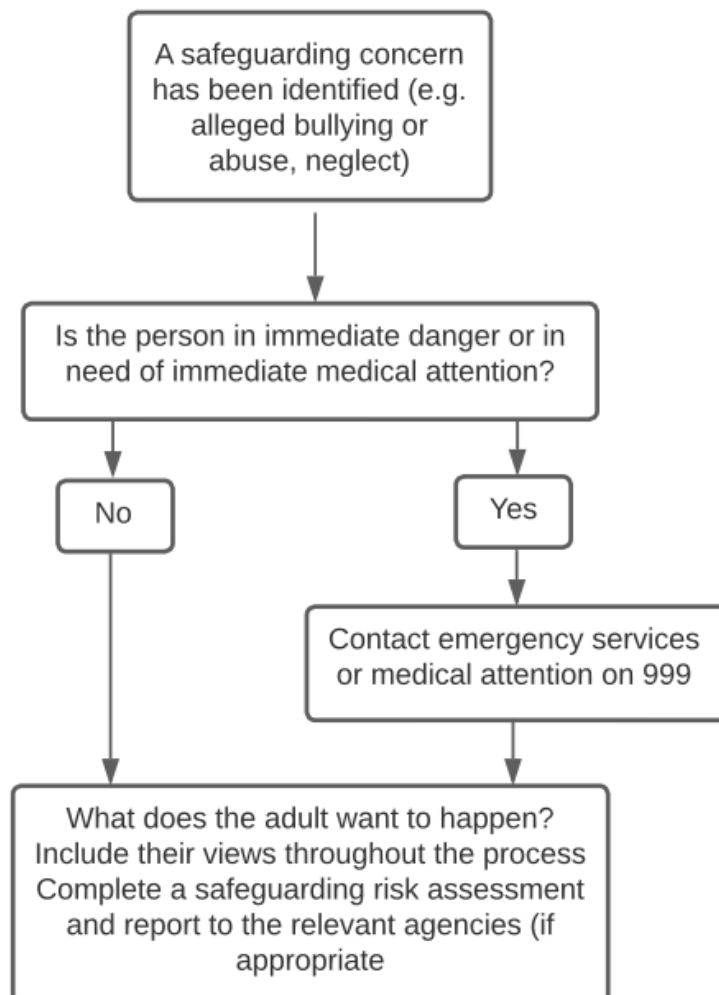 A safeguarding concern
has been identified (e.g.
alleged bullying or
abuse, neglect)
Is the person in immediate danger or in
need of immediate medical attention?
No
Yes
Contact emergency services
or medical attention on 999
What does the adult want to happen?
Include their views throughout the process
Complete a safeguarding risk assessment
and report to the relevant agencies (if
appropriate